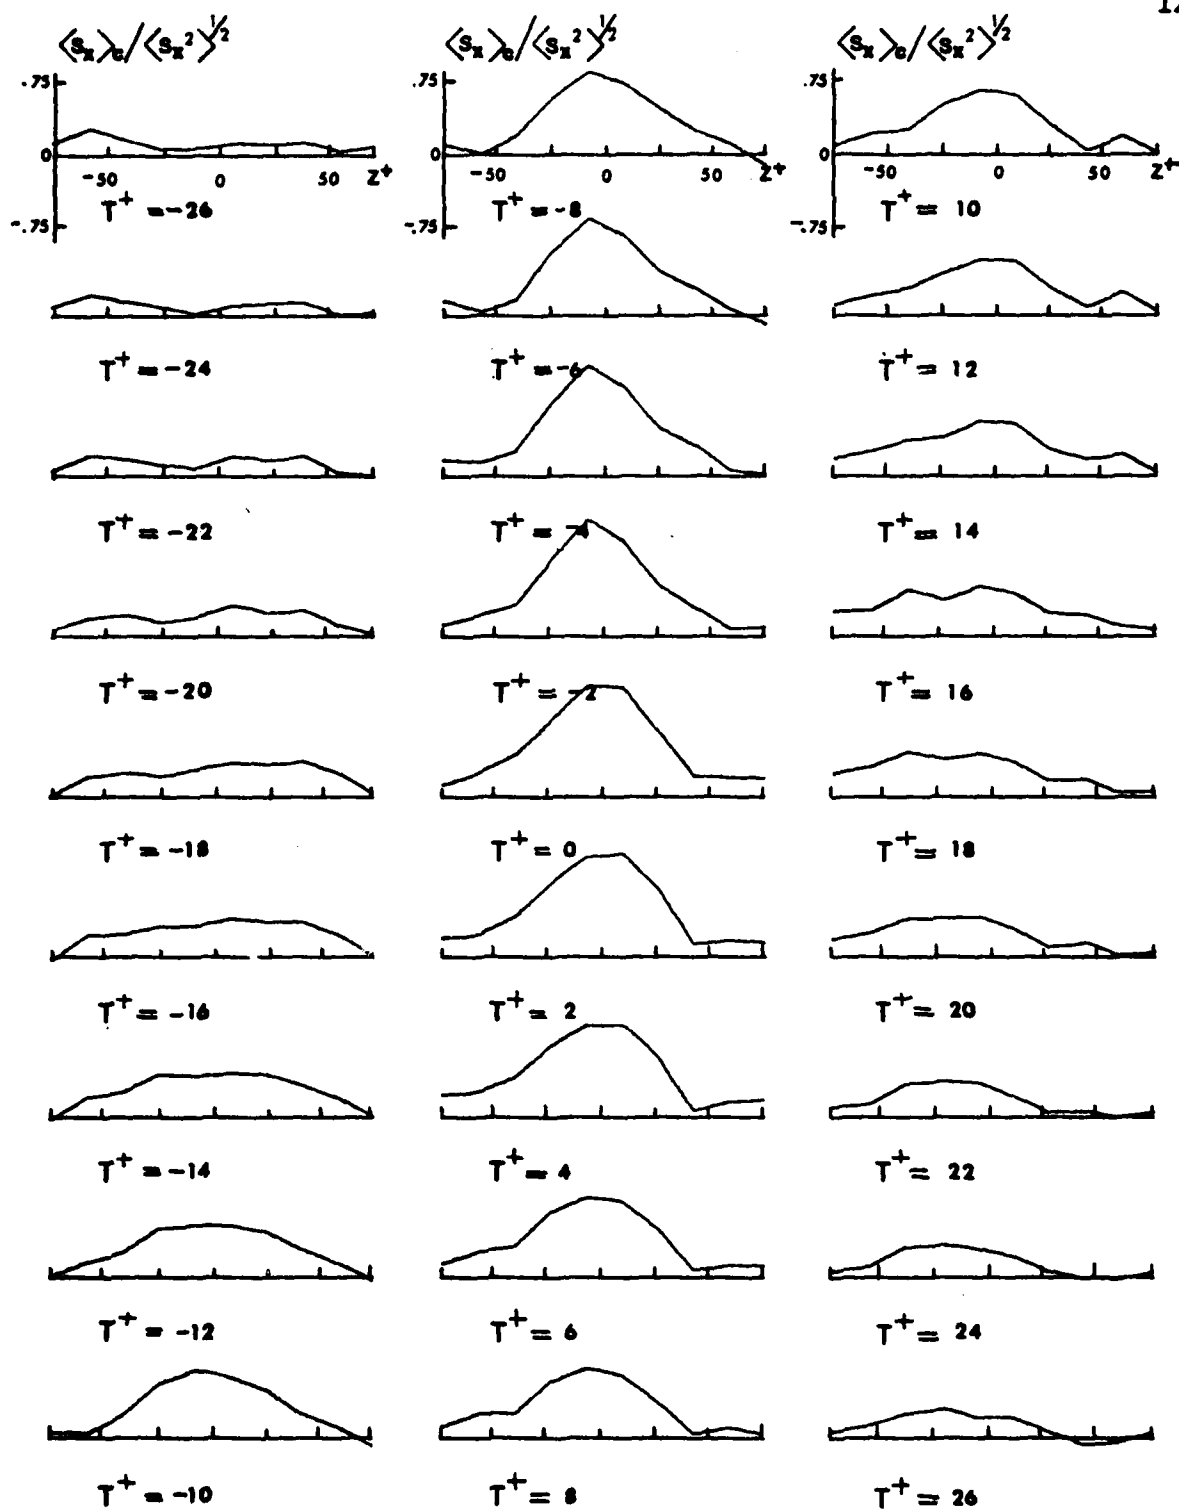 12
⟨Sx⟩c/⟨Sx²⟩^1/2 ⟨Sx⟩c/⟨Sx²⟩^1/2 ⟨Sx⟩c/⟨Sx²⟩^1/2
.75 .75 .75
0 0 0
-50 0 50 Z+ -50 0 50 Z+ -50 0 50 Z+
-.75 -.75 -.75
T+ = -26 T+ = -8 T+ = 10
T+ = -24 T+ = -6 T+ = 12
T+ = -22 T+ = -4 T+ = 14
T+ = -20 T+ = -2 T+ = 16
T+ = -18 T+ = 0 T+ = 18
T+ = -16 T+ = 2 T+ = 20
T+ = -14 T+ = 4 T+ = 22
T+ = -12 T+ = 6 T+ = 24
T+ = -10 T+ = 8 T+ = 26